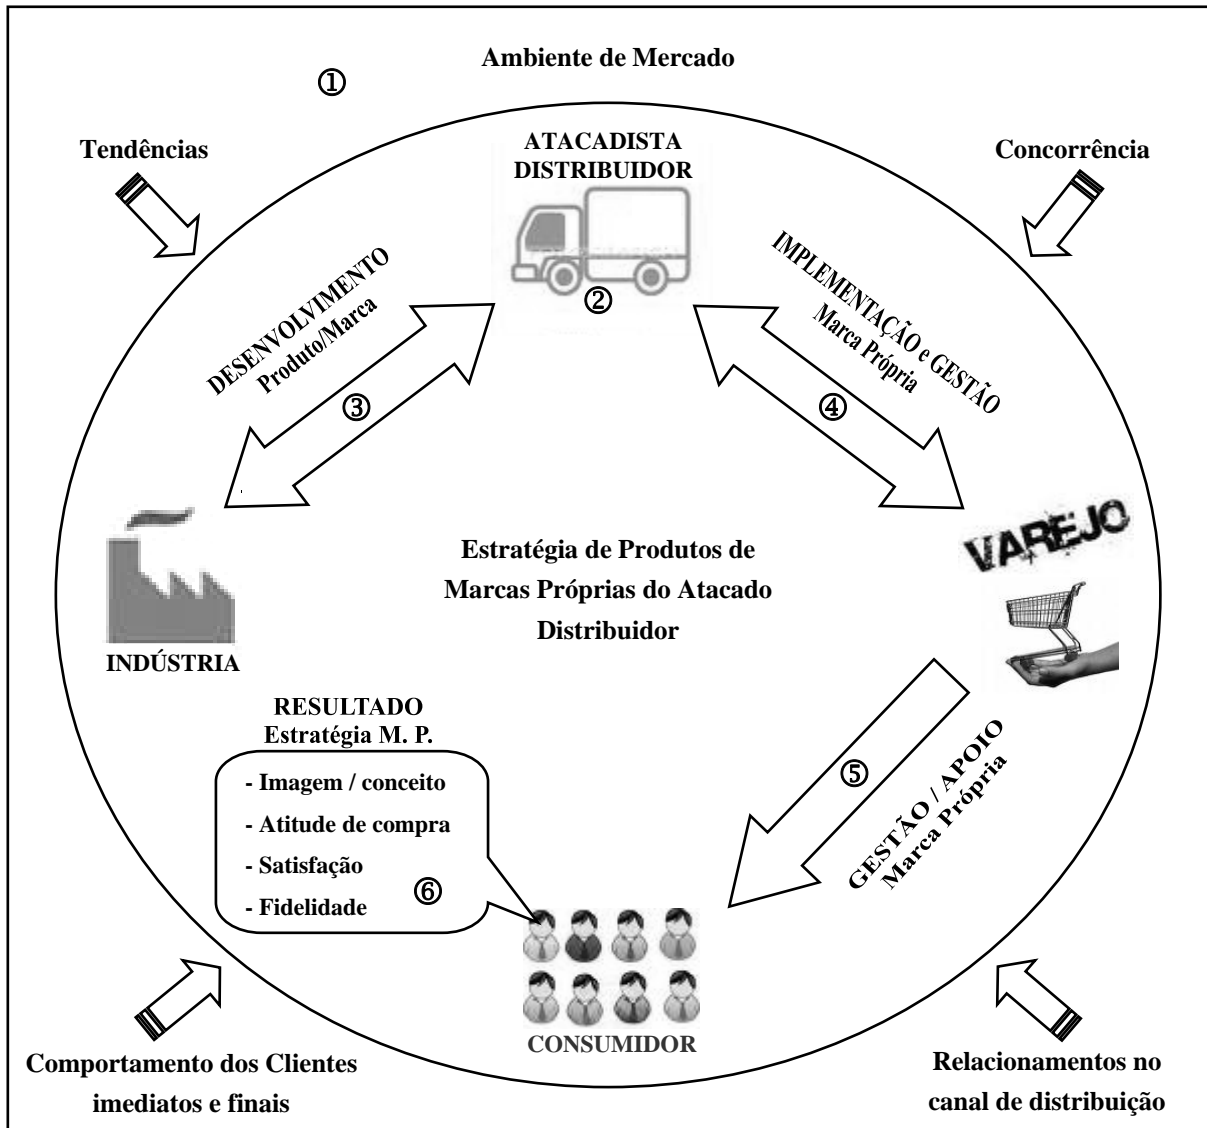 Ambiente de Mercado
①
Tendências
Concorrência
ATACADISTA
DISTRIBUIDOR
②
DESENVOLVIMENTO
Produto/Marca
③
IMPLEMENTAÇÃO e GESTÃO
Marca Própria
④
INDÚSTRIA
VAREJO
Estratégia de Produtos de
Marcas Próprias do Atacado
Distribuidor
RESULTADO
Estratégia M. P.
- Imagem / conceito
- Atitude de compra
- Satisfação
- Fidelidade
⑥
⑤
GESTÃO / APOIO
Marca Própria
CONSUMIDOR
Comportamento dos Clientes
imediatos e finais
Relacionamentos no
canal de distribuição